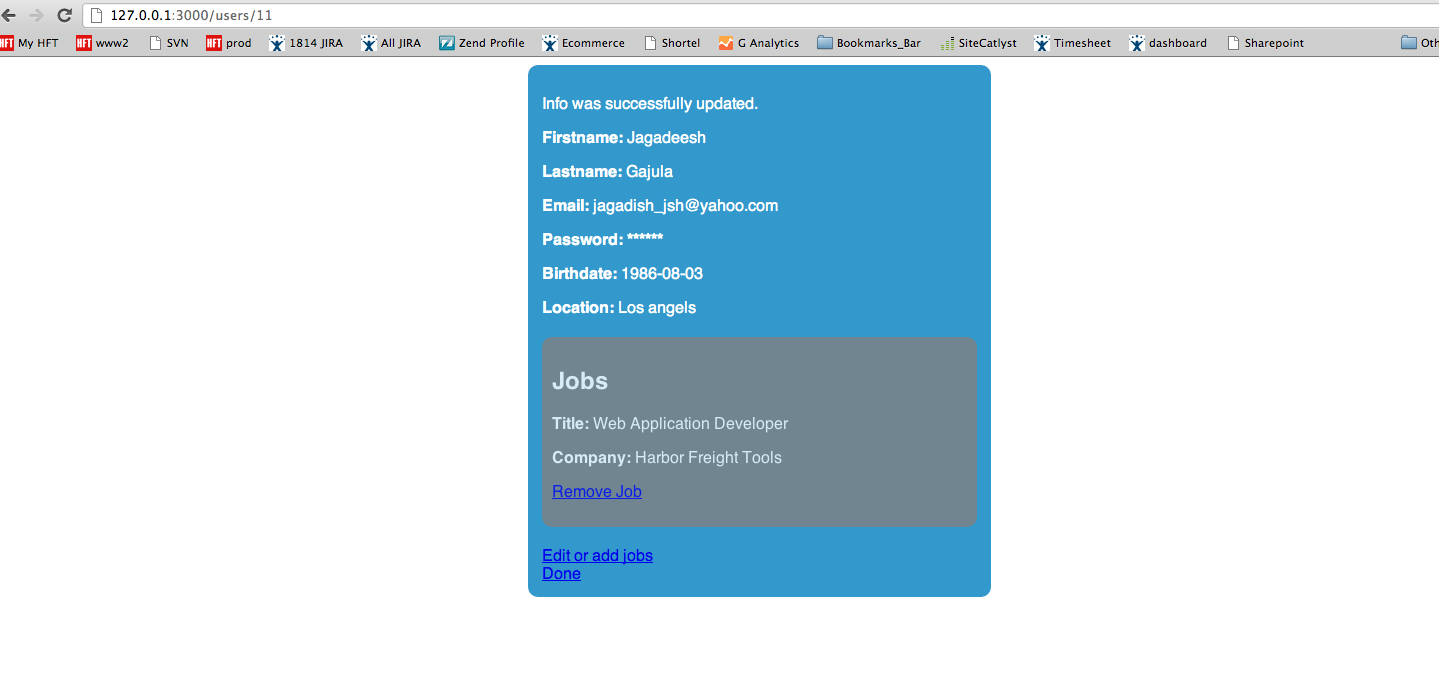 127.0.0.1:3000/users/11
HFT My HFT HFT www2 SVN HFT prod 1814 JIRA All JIRA Zend Profile Ecommerce Shortel G Analytics Bookmarks_Bar SiteCatlyst Timesheet dashboard Sharepoint Oth
Info was successfully updated.
Firstname: Jagadeesh
Lastname: Gajula
Email: jagadish_jsh@yahoo.com
Password: ******
Birthdate: 1986-08-03
Location: Los angels
Jobs
Title: Web Application Developer
Company: Harbor Freight Tools
Remove Job
Edit or add jobs
Done